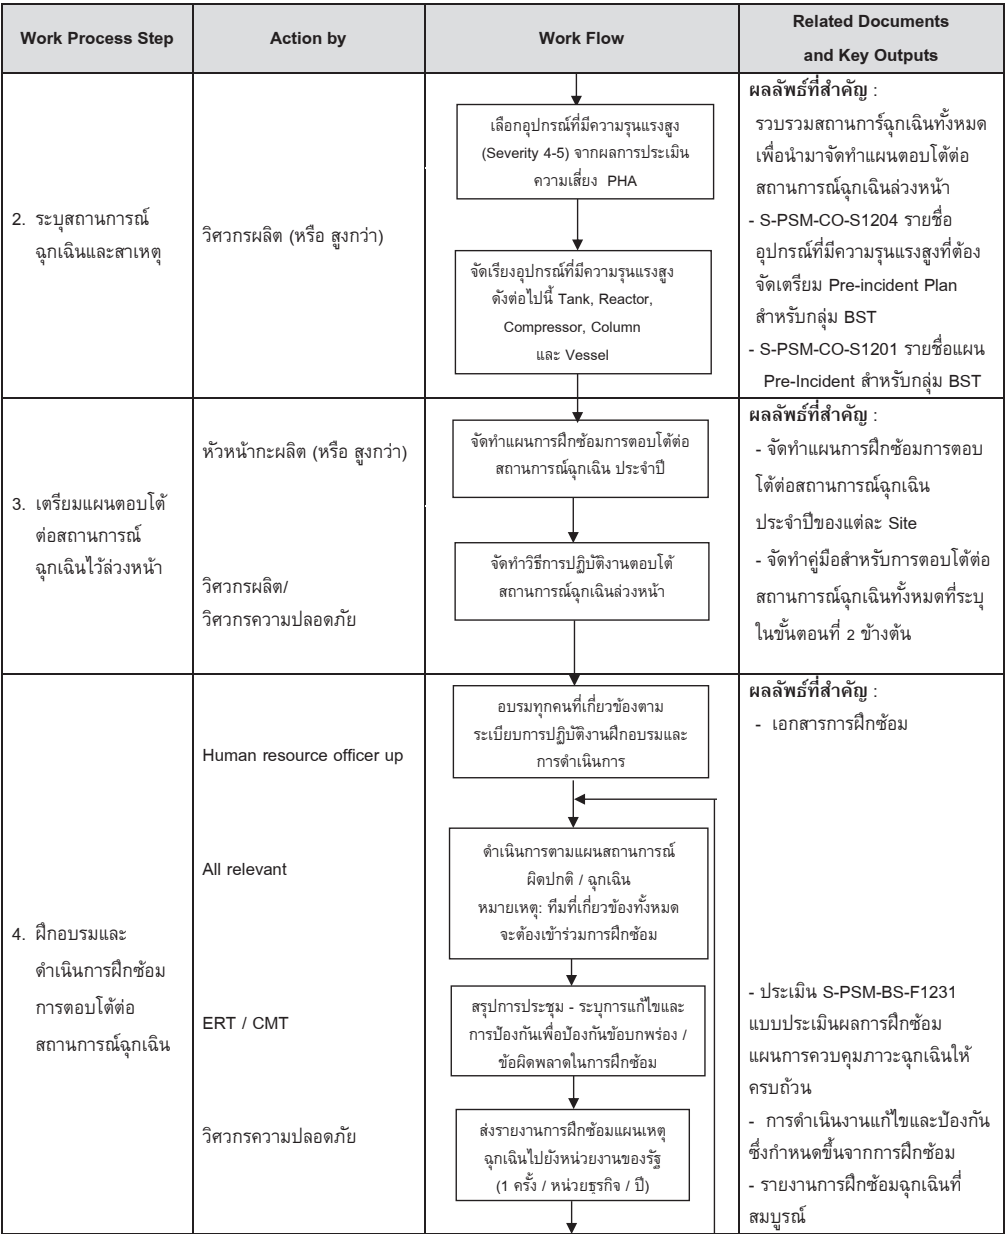 Work Process Step
Action by
Work Flow
Related Documents
and Key Outputs
2. ระบุสถานการณ์
ฉุกเฉินและสาเหตุ
วิศวกรผลิต (หรือ สูงกว่า)
เลือกอุปกรณ์ที่มีความรุนแรงสูง
(Severity 4-5) จากผลการประเมิน
ความเสี่ยง PHA
จัดเรียงอุปกรณ์ที่มีความรุนแรงสูง
ดังต่อไปนี้ Tank, Reactor,
Compressor, Column
และ Vessel
ผลลัพธ์ที่สำคัญ :
รวบรวมสถานการ์ฉุกเฉินทั้งหมด
เพื่อนำมาจัดทำแผนตอบโต้ต่อ
สถานการณ์ฉุกเฉินล่วงหน้า
- S-PSM-CO-S1204 รายชื่อ
อุปกรณ์ที่มีความรุนแรงสูงที่ต้อง
จัดเตรียม Pre-incident Plan
สำหรับกลุ่ม BST
- S-PSM-CO-S1201 รายชื่อแผน
Pre-Incident สำหรับกลุ่ม BST
3. เตรียมแผนตอบโต้
ต่อสถานการณ์
ฉุกเฉินไว้ล่วงหน้า
หัวหน้ากะผลิต (หรือ สูงกว่า)
วิศวกรผลิต/
วิศวกรความปลอดภัย
จัดทำแผนการฝึกซ้อมการตอบโต้ต่อ
สถานการณ์ฉุกเฉิน ประจำปี
จัดทำวิธีการปฏิบัติงานตอบโต้
สถานการณ์ฉุกเฉินล่วงหน้า
ผลลัพธ์ที่สำคัญ :
- จัดทำแผนการฝึกซ้อมการตอบ
โต้ต่อสถานการณ์ฉุกเฉิน
ประจำปีของแต่ละ Site
- จัดทำคู่มือสำหรับการตอบโต้ต่อ
สถานการณ์ฉุกเฉินทั้งหมดที่ระบุ
ในขั้นตอนที่ 2 ข้างต้น
4. ฝึกอบรมและ
ดำเนินการฝึกซ้อม
การตอบโต้ต่อ
สถานการณ์ฉุกเฉิน
Human resource officer up
All relevant
ERT / CMT
วิศวกรความปลอดภัย
อบรมทุกคนที่เกี่ยวข้องตาม
ระเบียบการปฏิบัติงานฝึกอบรมและ
การดำเนินการ
ดำเนินการตามแผนสถานการณ์
ผิดปกติ / ฉุกเฉิน
หมายเหตุ: ทีมที่เกี่ยวข้องทั้งหมด
จะต้องเข้าร่วมการฝึกซ้อม
สรุปการประชุม - ระบุการแก้ไขและ
การป้องกันเพื่อป้องกันข้อบกพร่อง /
ข้อผิดพลาดในการฝึกซ้อม
ส่งรายงานการฝึกซ้อมแผนเหตุ
ฉุกเฉินไปยังหน่วยงานของรัฐ
(1 ครั้ง / หน่วยธุรกิจ / ปี)
ผลลัพธ์ที่สำคัญ :
- เอกสารการฝึกซ้อม
- ประเมิน S-PSM-BS-F1231
แบบประเมินผลการฝึกซ้อม
แผนการควบคุมภาวะฉุกเฉินให้
ครบถ้วน
- การดำเนินงานแก้ไขและป้องกัน
ซึ่งกำหนดขึ้นจากการฝึกซ้อม
- รายงานการฝึกซ้อมฉุกเฉินที่
สมบูรณ์